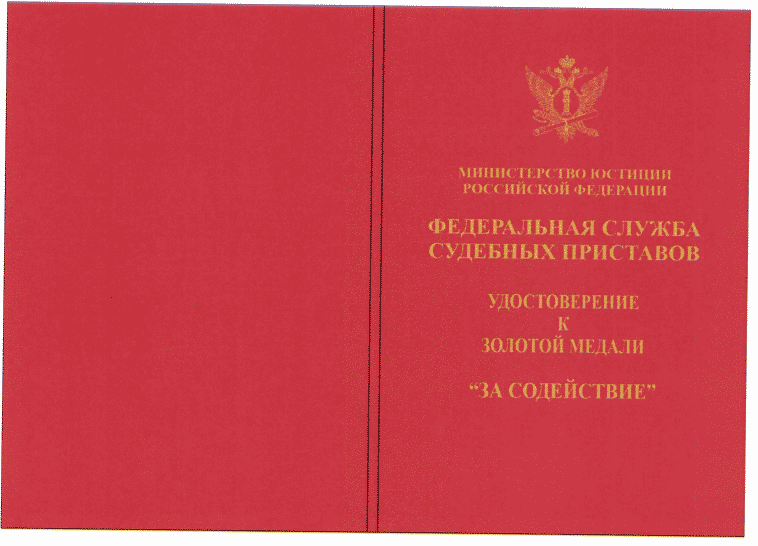 МИНИСТЕРСТВО ЮСТИЦИИ
РОССИЙСКОЙ ФЕДЕРАЦИИ
ФЕДЕРАЛЬНАЯ СЛУЖБА
СУДЕБНЫХ ПРИСТАВОВ
УДОСТОВЕРЕНИЕ
К
ЗОЛОТОЙ МЕДАЛИ
“ЗА СОДЕЙСТВИЕ”